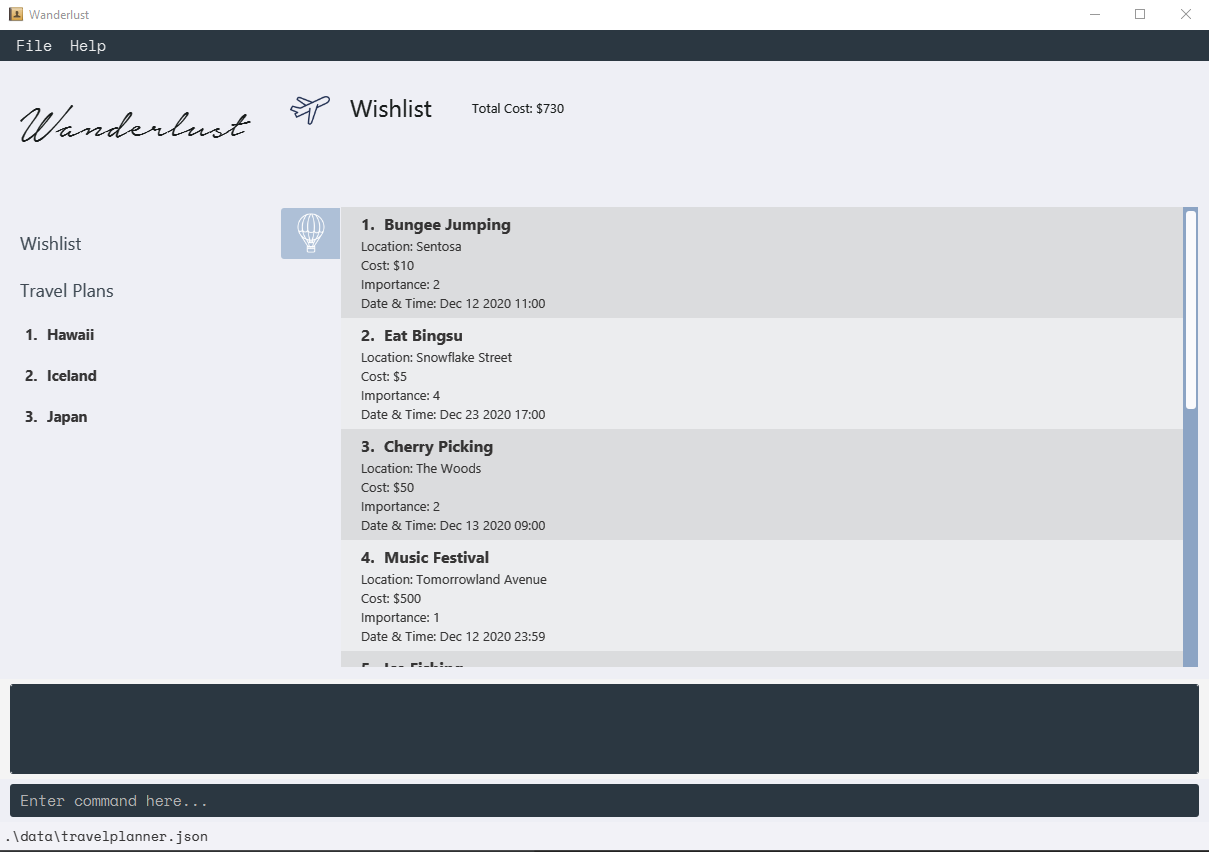 Wanderlust
File Help
Wanderlust
Wishlist
Total Cost: $730
Wishlist
Travel Plans
1. Hawaii
2. Iceland
3. Japan
1. Bungee Jumping
Location: Sentosa
Cost: $10
Importance: 2
Date & Time: Dec 12 2020 11:00
2. Eat Bingsu
Location: Snowflake Street
Cost: $5
Importance: 4
Date & Time: Dec 23 2020 17:00
3. Cherry Picking
Location: The Woods
Cost: $50
Importance: 2
Date & Time: Dec 13 2020 09:00
4. Music Festival
Location: Tomorrowland Avenue
Cost: $500
Importance: 1
Date & Time: Dec 12 2020 23:59
5. Ice Fishing
Enter command here...
.\data\travelplanner.json